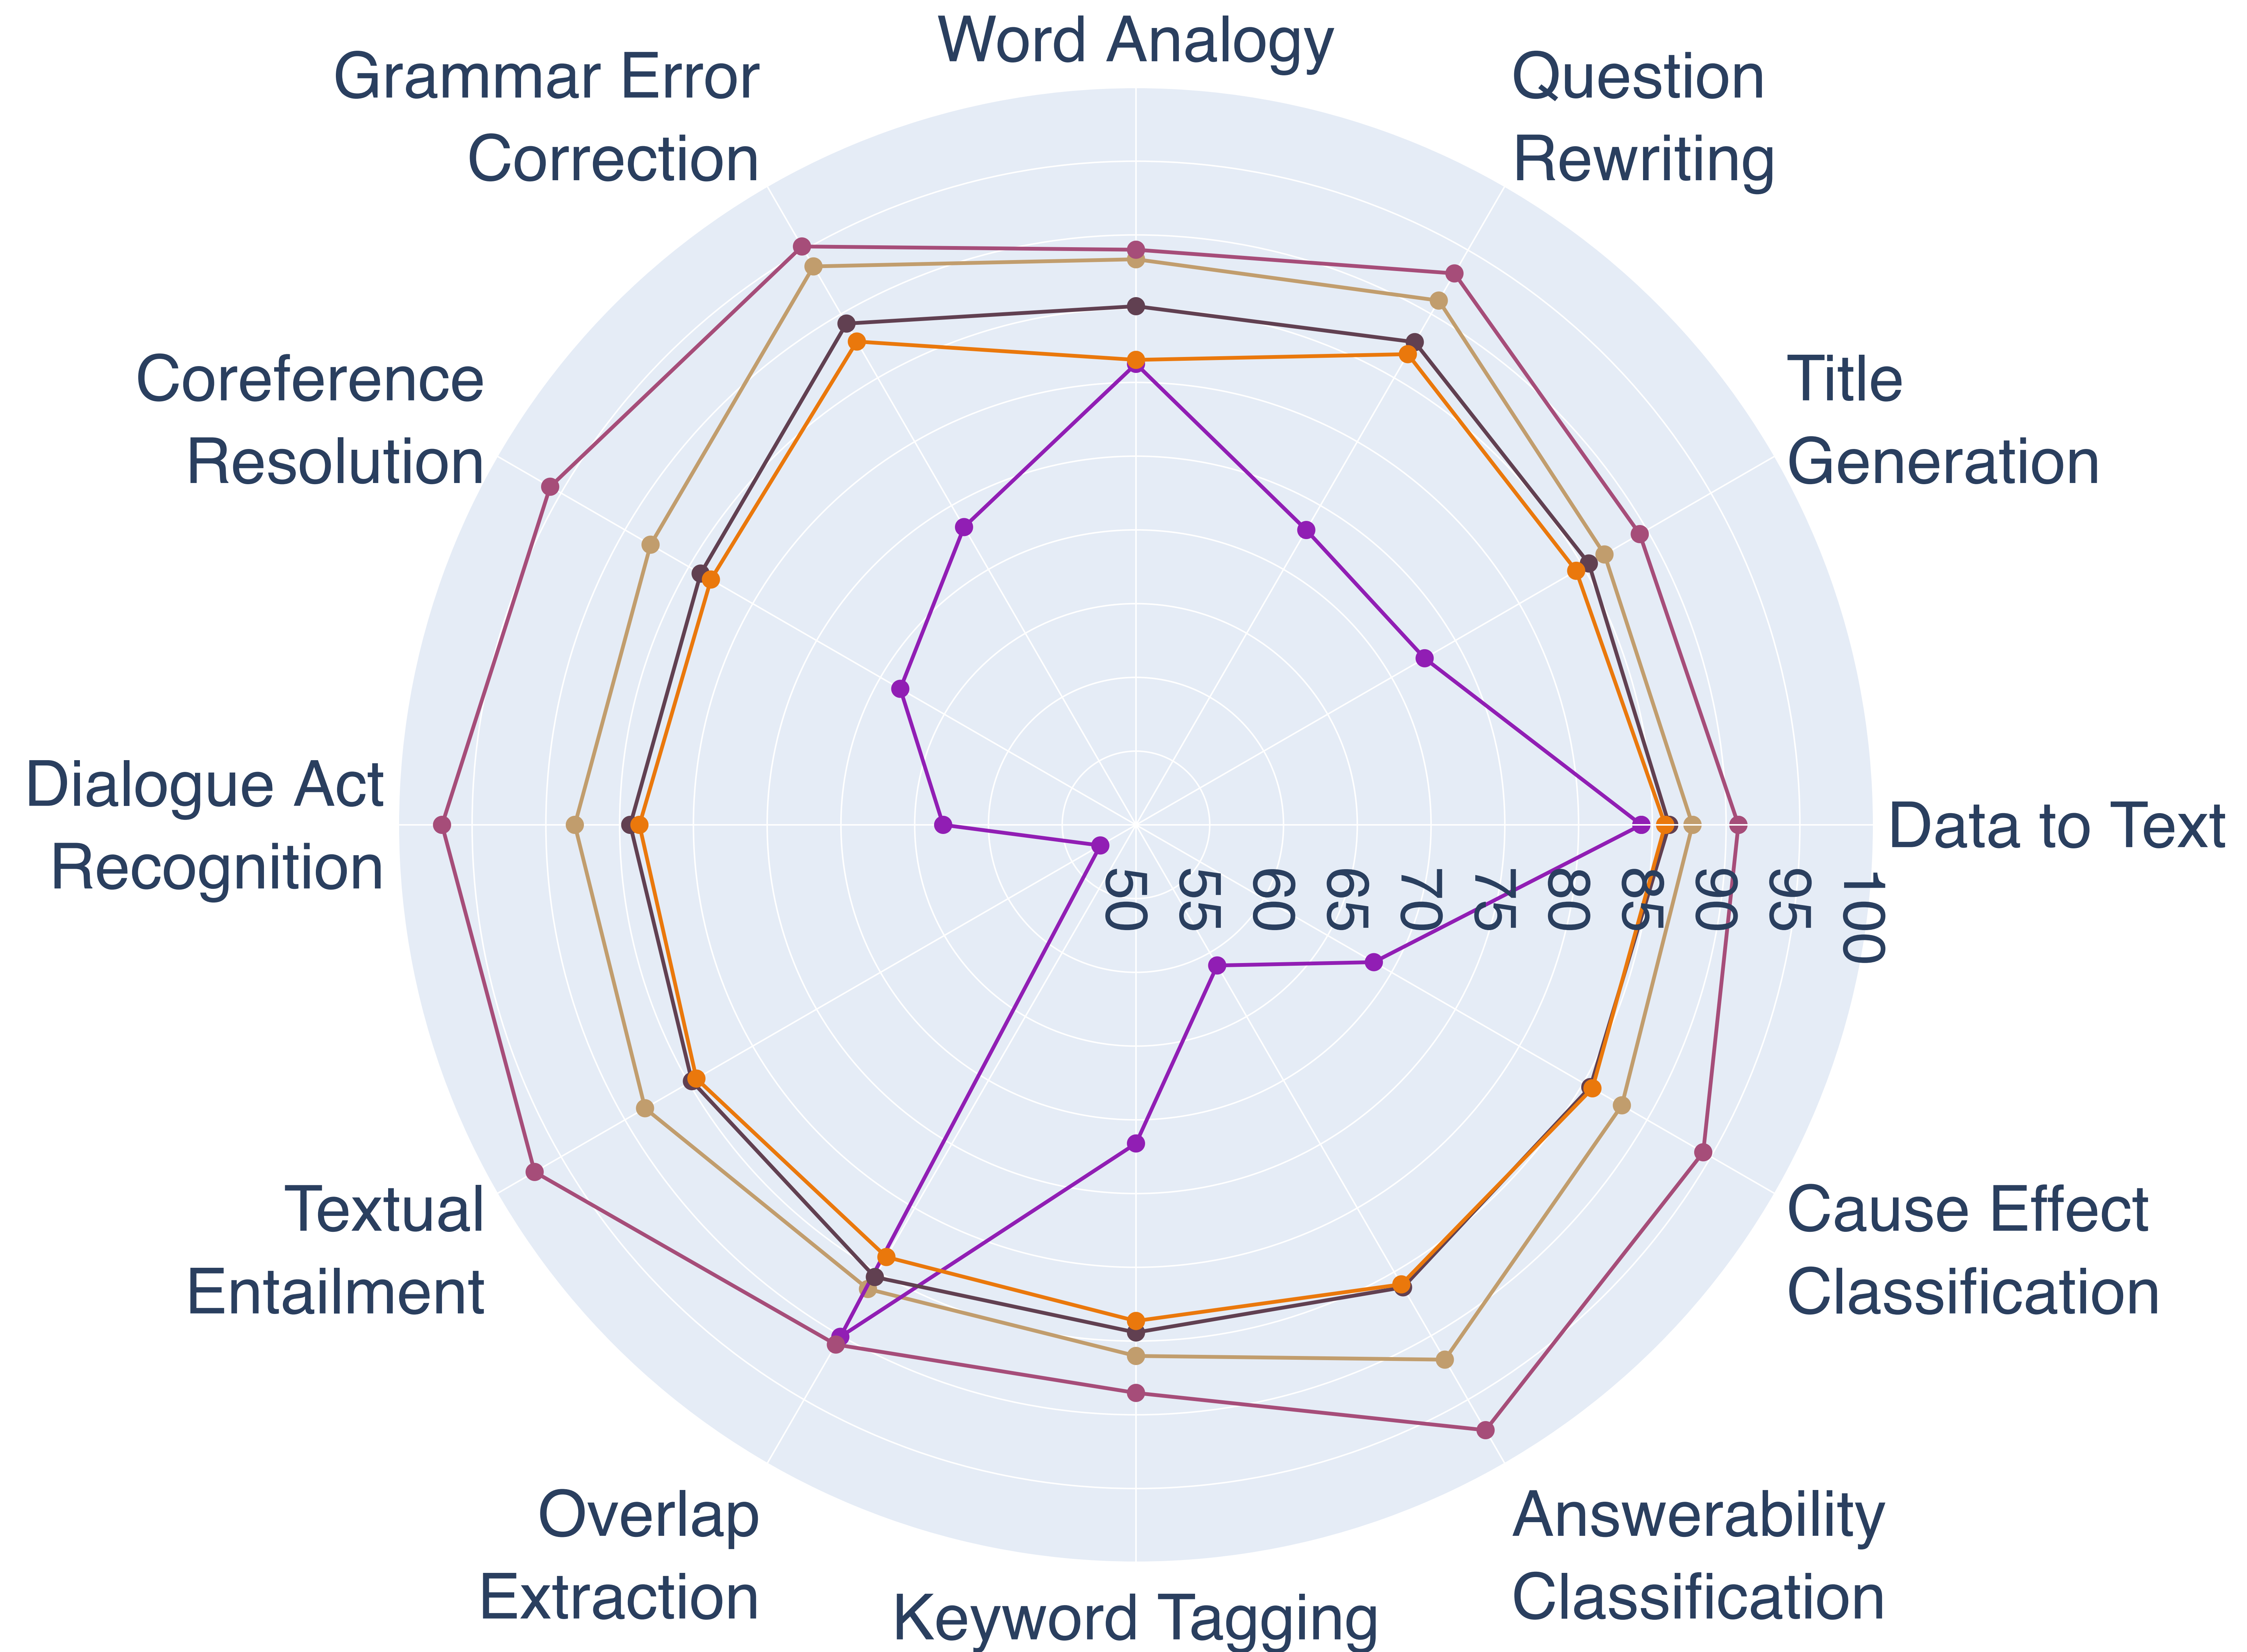 Word Analogy
Grammar Error
Correction
Question
Rewriting
Coreference
Resolution
Title
Generation
Dialogue Act
Recognition
Data to Text
50
55
60
65
70
75
80
85
90
95
100
Textual
Entailment
Cause Effect
Classification
Overlap
Extraction
Answerability
Classification
Keyword Tagging